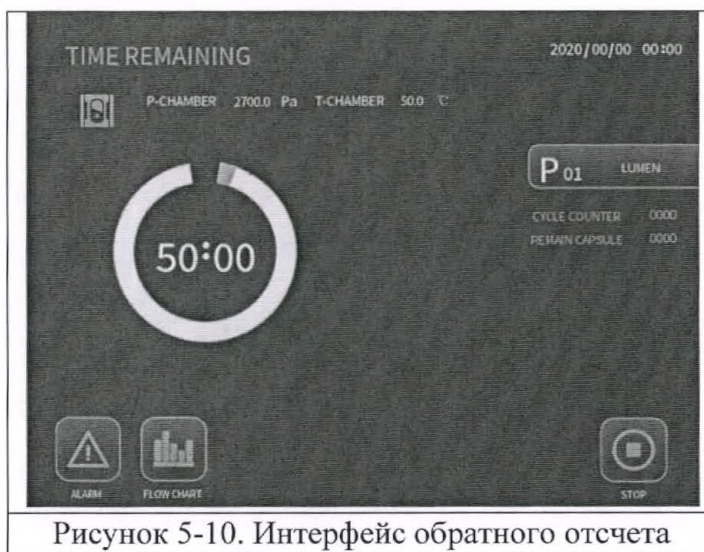 TIME REMAINING
2020/00/00 00:00
P-CHAMBER 2700.0 Pa T-CHAMBER 50.0 ℃
P 01 LUMEN
CYCLE COUNTER 0000
REMAIN CAPSULE 0000
50:00
ALARM
FLOW CHART
STOP
Рисунок 5-10. Интерфейс обратного отсчета